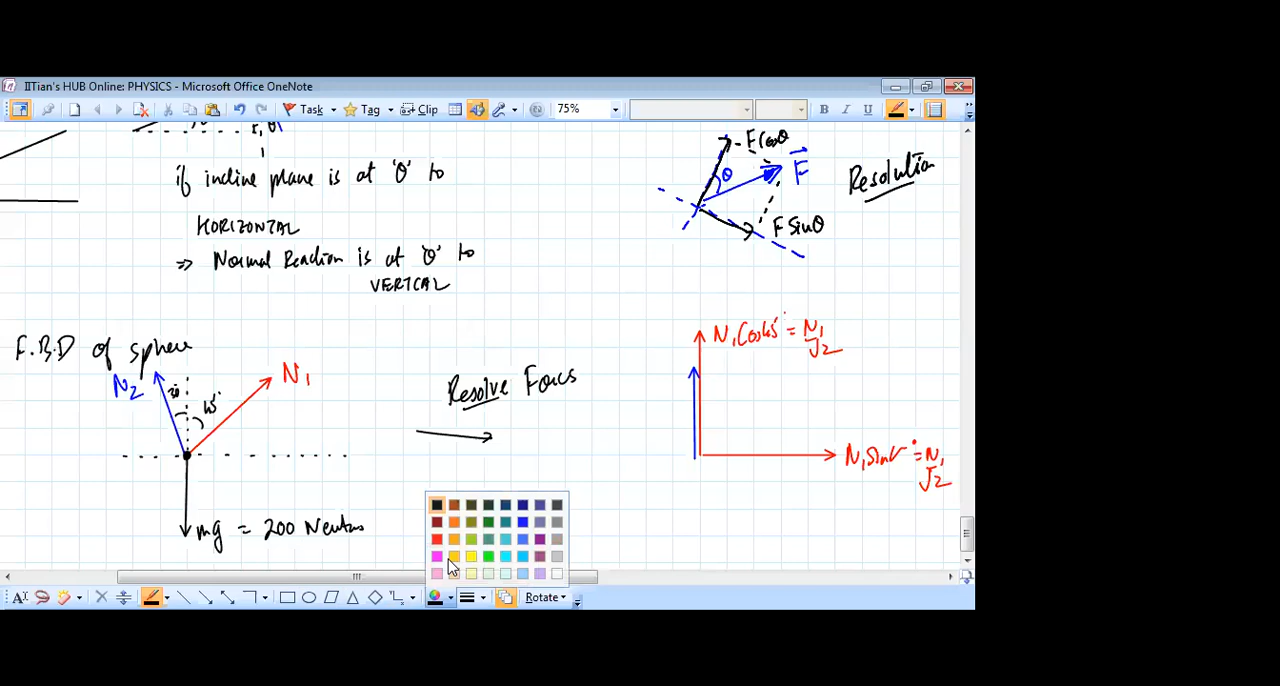 IITian's HUB Online: PHYSICS - Microsoft Office OneNote
Task
Tag
Clip
75%
B I U
if incline plane is at 'θ' to
HORIZONTAL
⇒ Normal Reaction is at 'θ' to
VERTICAL
F Cosθ
θ
F
F Sinθ
Resolution
F.B.D of sphere
N2
45°
N1
mg = 200 Newton
Resolve Forces
N1 Cos45° = N1/√2
= N1/√2
Rotate